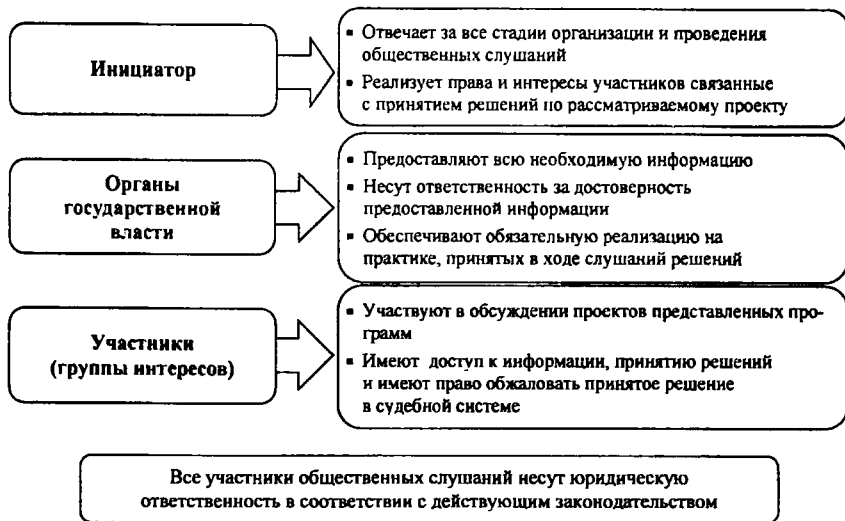 Инициатор
▪ Отвечает за все стадии организации и проведения
общественных слушаний
▪ Реализует права и интересы участников связанные
с принятием решений по рассматриваемому проекту
Органы
государственной
власти
▪ Предоставляют всю необходимую информацию
▪ Несут ответственность за достоверность
предоставленной информации
▪ Обеспечивают обязательную реализацию на
практике, принятых в ходе слушаний решений
Участники
(группы интересов)
▪ Участвуют в обсуждении проектов представленных про-
грамм
▪ Имеют доступ к информации, принятию решений
и имеют право обжаловать принятое решение
в судебной системе
Все участники общественных слушаний несут юридическую
ответственность в соответствии с действующим законодательством